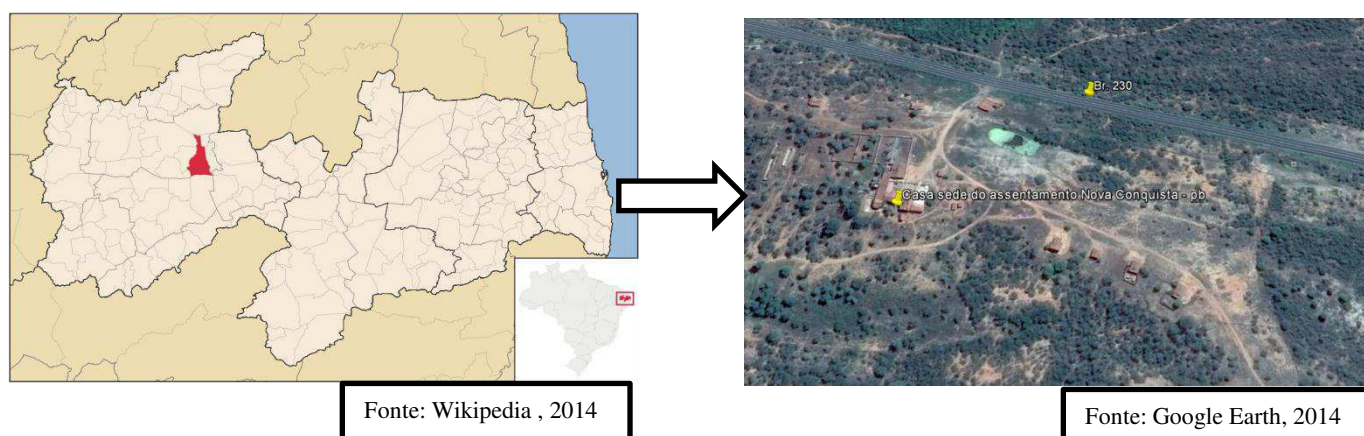 Br- 230
Casa sede do assentamento Nova Conquista - pb
Fonte: Wikipedia , 2014
Fonte: Google Earth, 2014